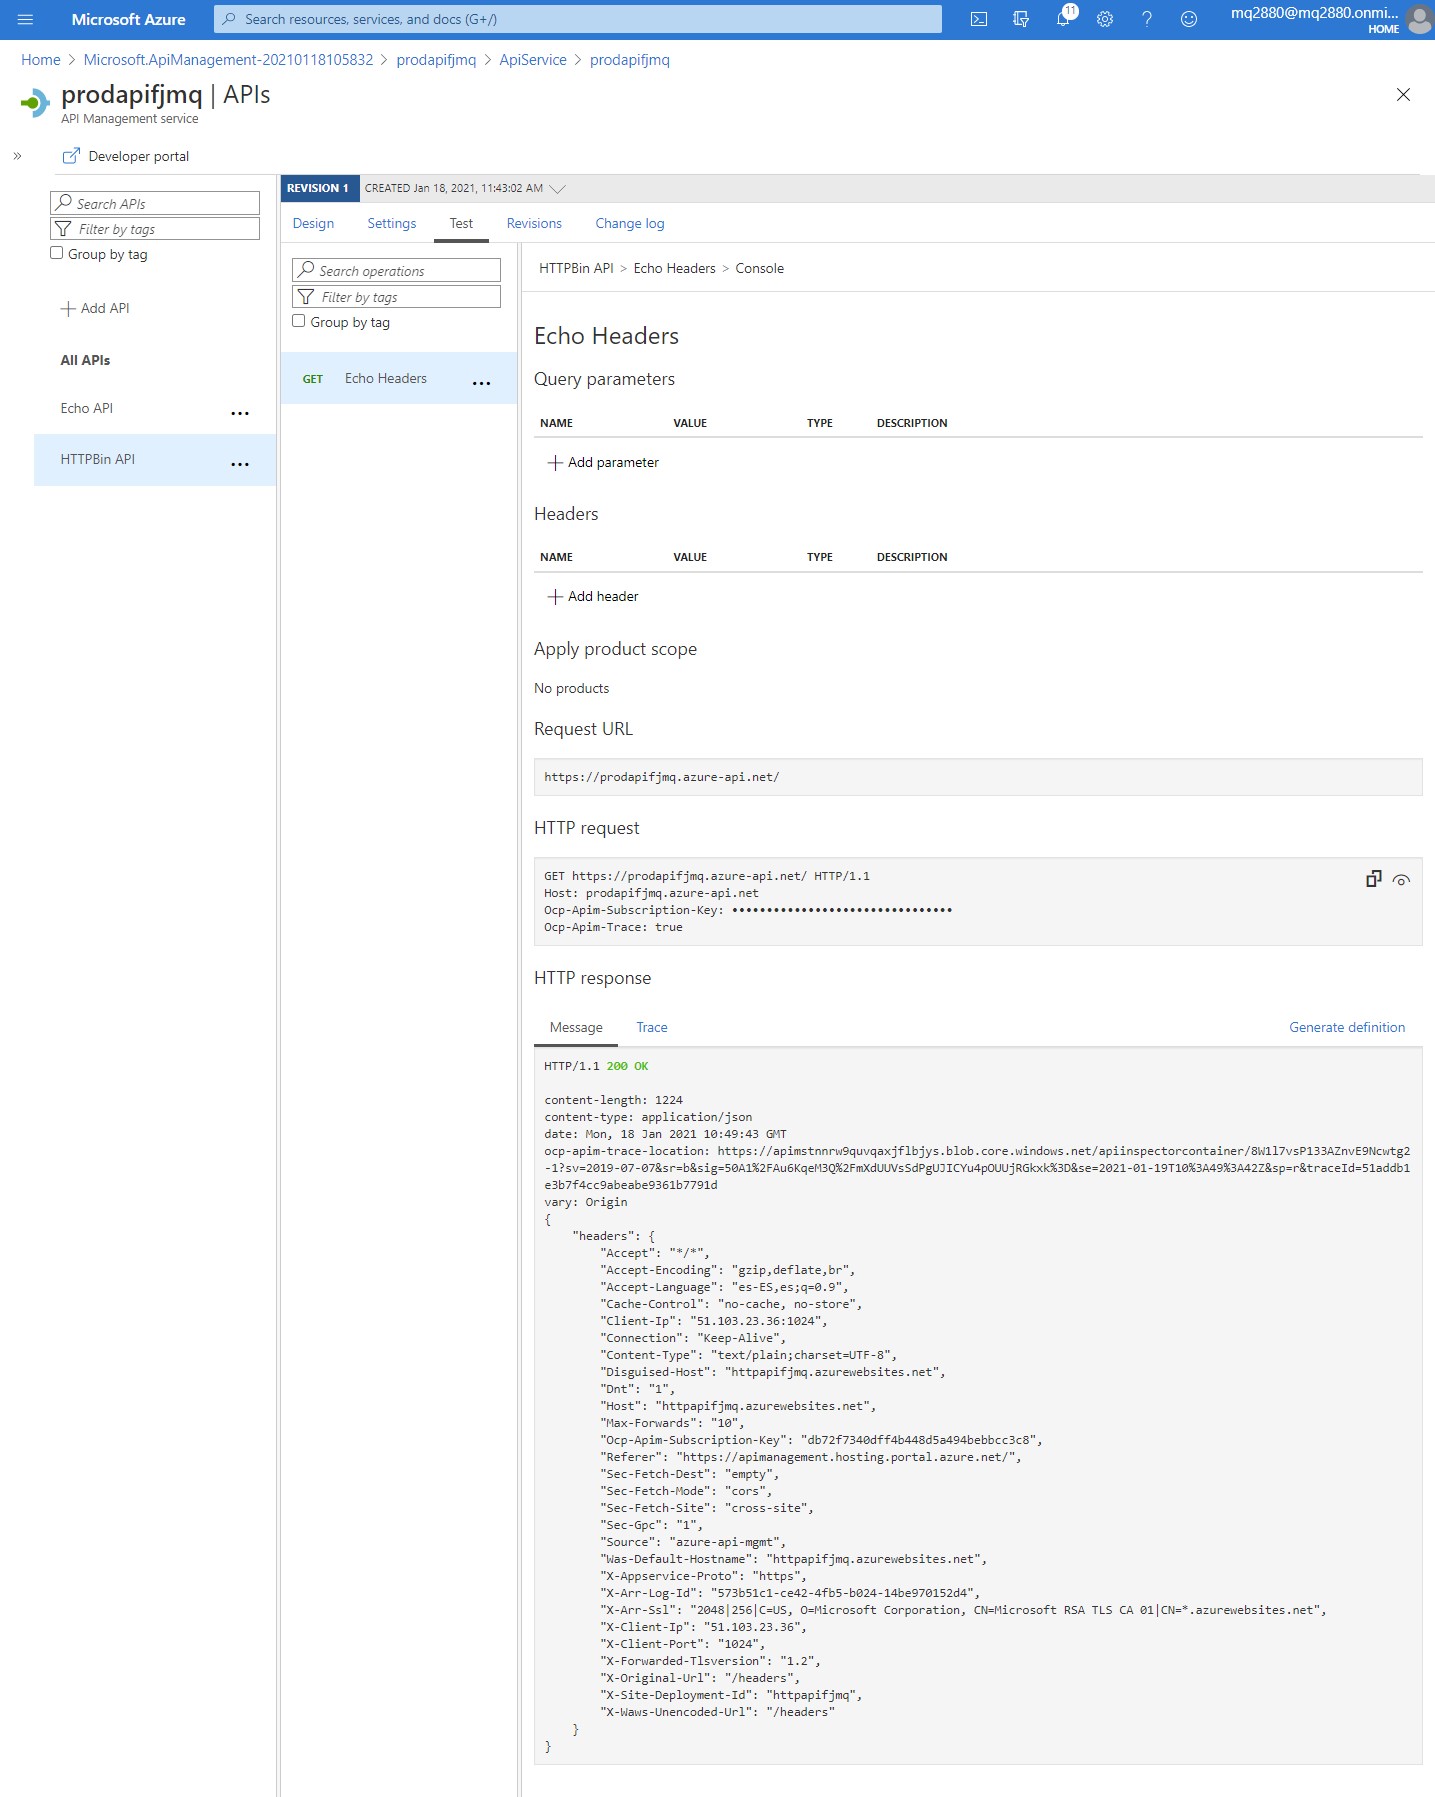 Microsoft Azure
Search resources, services, and docs (G+/)
11
mq2880@mq2880.onmi...
HOME
Home > Microsoft.ApiManagement-20210118105832 > prodapifjmq > ApiService > prodapifjmq
prodapifjmq | APIs
API Management service
» Developer portal
Search APIs
Filter by tags
Group by tag
+ Add API
All APIs
Echo API ...
HTTPBin API ...
REVISION 1 CREATED Jan 18, 2021, 11:43:02 AM
Design Settings Test Revisions Change log
Search operations
Filter by tags
Group by tag
GET Echo Headers ...
HTTPBin API > Echo Headers > Console
Echo Headers
Query parameters
NAME VALUE TYPE DESCRIPTION
+ Add parameter
Headers
NAME VALUE TYPE DESCRIPTION
+ Add header
Apply product scope
No products
Request URL
https://prodapifjmq.azure-api.net/
HTTP request
GET https://prodapifjmq.azure-api.net/ HTTP/1.1
Host: prodapifjmq.azure-api.net
Ocp-Apim-Subscription-Key: ••••••••••••••••••••••••••••••••
Ocp-Apim-Trace: true
HTTP response
Message Trace Generate definition
HTTP/1.1 200 OK
content-length: 1224
content-type: application/json
date: Mon, 18 Jan 2021 10:49:43 GMT
ocp-apim-trace-location: https://apimstnnrw9quvqaxjflbjys.blob.core.windows.net/apiinspectorcontainer/8W1l7vsP133AZnvE9Ncwtg2
-1?sv=2019-07-07&sr=b&sig=50A1%2FAu6KqeM3Q%2FmXdUUVsSdPgUJICYu4pOUUjRGkxk%3D&se=2021-01-19T10%3A49%3A42Z&sp=r&traceId=51addb1
e3b7f4cc9abeabe9361b7791d
vary: Origin
{
"headers": {
"Accept": "*/*",
"Accept-Encoding": "gzip,deflate,br",
"Accept-Language": "es-ES,es;q=0.9",
"Cache-Control": "no-cache, no-store",
"Client-Ip": "51.103.23.36:1024",
"Connection": "Keep-Alive",
"Content-Type": "text/plain;charset=UTF-8",
"Disguised-Host": "httpapifjmq.azurewebsites.net",
"Dnt": "1",
"Host": "httpapifjmq.azurewebsites.net",
"Max-Forwards": "10",
"Ocp-Apim-Subscription-Key": "db72f7340dff4b448d5a494bebbcc3c8",
"Referer": "https://apimanagement.hosting.portal.azure.net/",
"Sec-Fetch-Dest": "empty",
"Sec-Fetch-Mode": "cors",
"Sec-Fetch-Site": "cross-site",
"Sec-Gpc": "1",
"Source": "azure-api-mgmt",
"Was-Default-Hostname": "httpapifjmq.azurewebsites.net",
"X-Appservice-Proto": "https",
"X-Arr-Log-Id": "573b51c1-ce42-4fb5-b024-14be970152d4",
"X-Arr-Ssl": "2048|256|C=US, O=Microsoft Corporation, CN=Microsoft RSA TLS CA 01|CN=*.azurewebsites.net",
"X-Client-Ip": "51.103.23.36",
"X-Client-Port": "1024",
"X-Forwarded-Tlsversion": "1.2",
"X-Original-Url": "/headers",
"X-Site-Deployment-Id": "httpapifjmq",
"X-Waws-Unencoded-Url": "/headers"
}
}